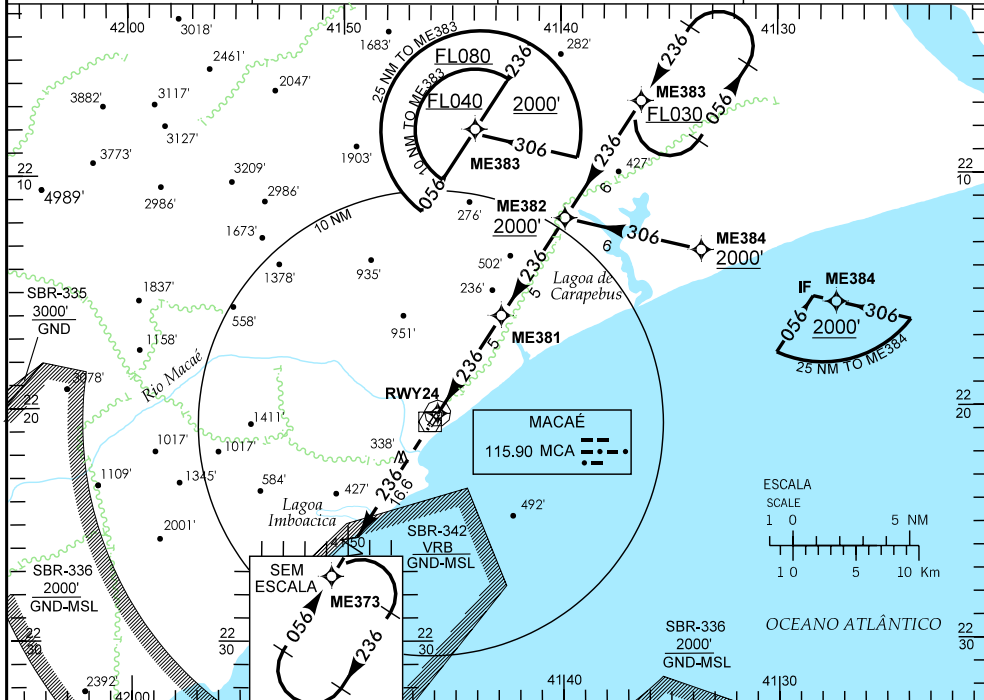 42 00
41 50
41 40
41 30
3018'
1683'
282'
2461'
2047'
3882'
3117'
3127'
3773'
3209'
2986'
2986'
4989'
1903'
1673'
1378'
276'
935'
502'
236'
951'
427'
25 NM TO ME383
FL080
236
10 NM TO ME383
FL040
2000'
306
ME383
056
236
ME383
FL030
056
236
6
22
10
22
10
10 NM
ME382
2000'
306
6
ME384
2000'
236
5
Lagoa de
Carapebus
IF
ME384
056
306
2000'
25 NM TO ME384
ME381
236
5
SBR-335
3000'
GND
1837'
1158'
558'
Rio Macaé
3078'
RWY24
22
20
22
20
MACAÉ
115.90 MCA
1411'
1017'
1017'
338'
1109'
1345'
584'
427'
2001'
236
16.6
492'
Lagoa
Imboacica
ESCALA
SCALE
1 0 5 NM
1 0 5 10 Km
SBR-342
VRB
GND-MSL
41 50
SEM
ESCALA
ME373
056
236
SBR-336
2000'
GND-MSL
22
30
22
30
OCEANO ATLÂNTICO
SBR-336
2000'
GND-MSL
2392'
42 00
41 40
41 30